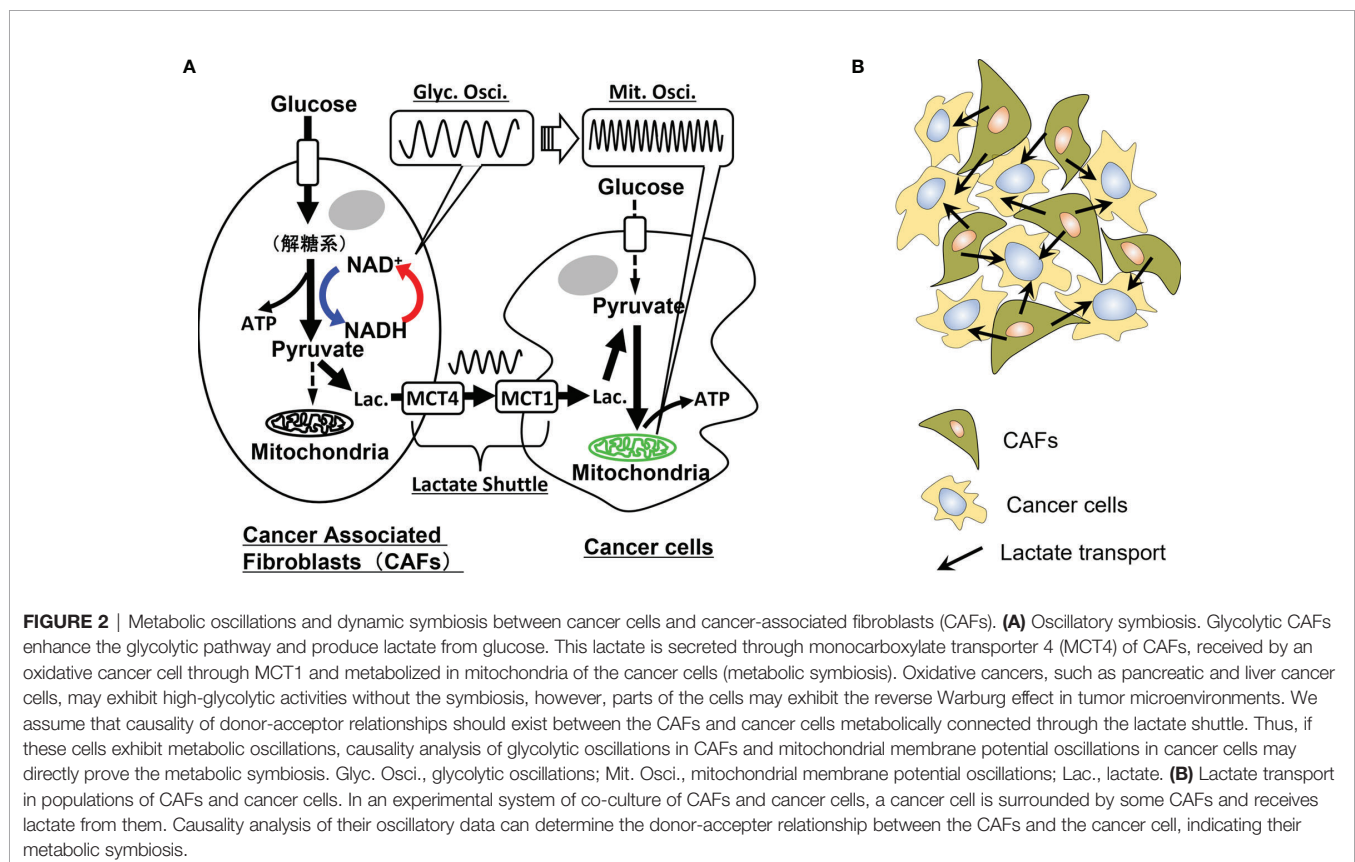 A
Glucose
Glyc. Osci.
Mit. Osci.
Glucose
(解糖系)
NAD+
ATP
NADH
Pyruvate
Lac.
MCT4
MCT1
Lac.
Pyruvate
ATP
Mitochondria
Mitochondria
Lactate Shuttle
Cancer Associated
Fibroblasts（CAFs）
Cancer cells
B
CAFs
Cancer cells
Lactate transport
FIGURE 2 | Metabolic oscillations and dynamic symbiosis between cancer cells and cancer-associated fibroblasts (CAFs). (A) Oscillatory symbiosis. Glycolytic CAFs
enhance the glycolytic pathway and produce lactate from glucose. This lactate is secreted through monocarboxylate transporter 4 (MCT4) of CAFs, received by an
oxidative cancer cell through MCT1 and metabolized in mitochondria of the cancer cells (metabolic symbiosis). Oxidative cancers, such as pancreatic and liver cancer
cells, may exhibit high-glycolytic activities without the symbiosis, however, parts of the cells may exhibit the reverse Warburg effect in tumor microenvironments. We
assume that causality of donor-acceptor relationships should exist between the CAFs and cancer cells metabolically connected through the lactate shuttle. Thus, if
these cells exhibit metabolic oscillations, causality analysis of glycolytic oscillations in CAFs and mitochondrial membrane potential oscillations in cancer cells may
directly prove the metabolic symbiosis. Glyc. Osci., glycolytic oscillations; Mit. Osci., mitochondrial membrane potential oscillations; Lac., lactate. (B) Lactate transport
in populations of CAFs and cancer cells. In an experimental system of co-culture of CAFs and cancer cells, a cancer cell is surrounded by some CAFs and receives
lactate from them. Causality analysis of their oscillatory data can determine the donor-accepter relationship between the CAFs and the cancer cell, indicating their
metabolic symbiosis.